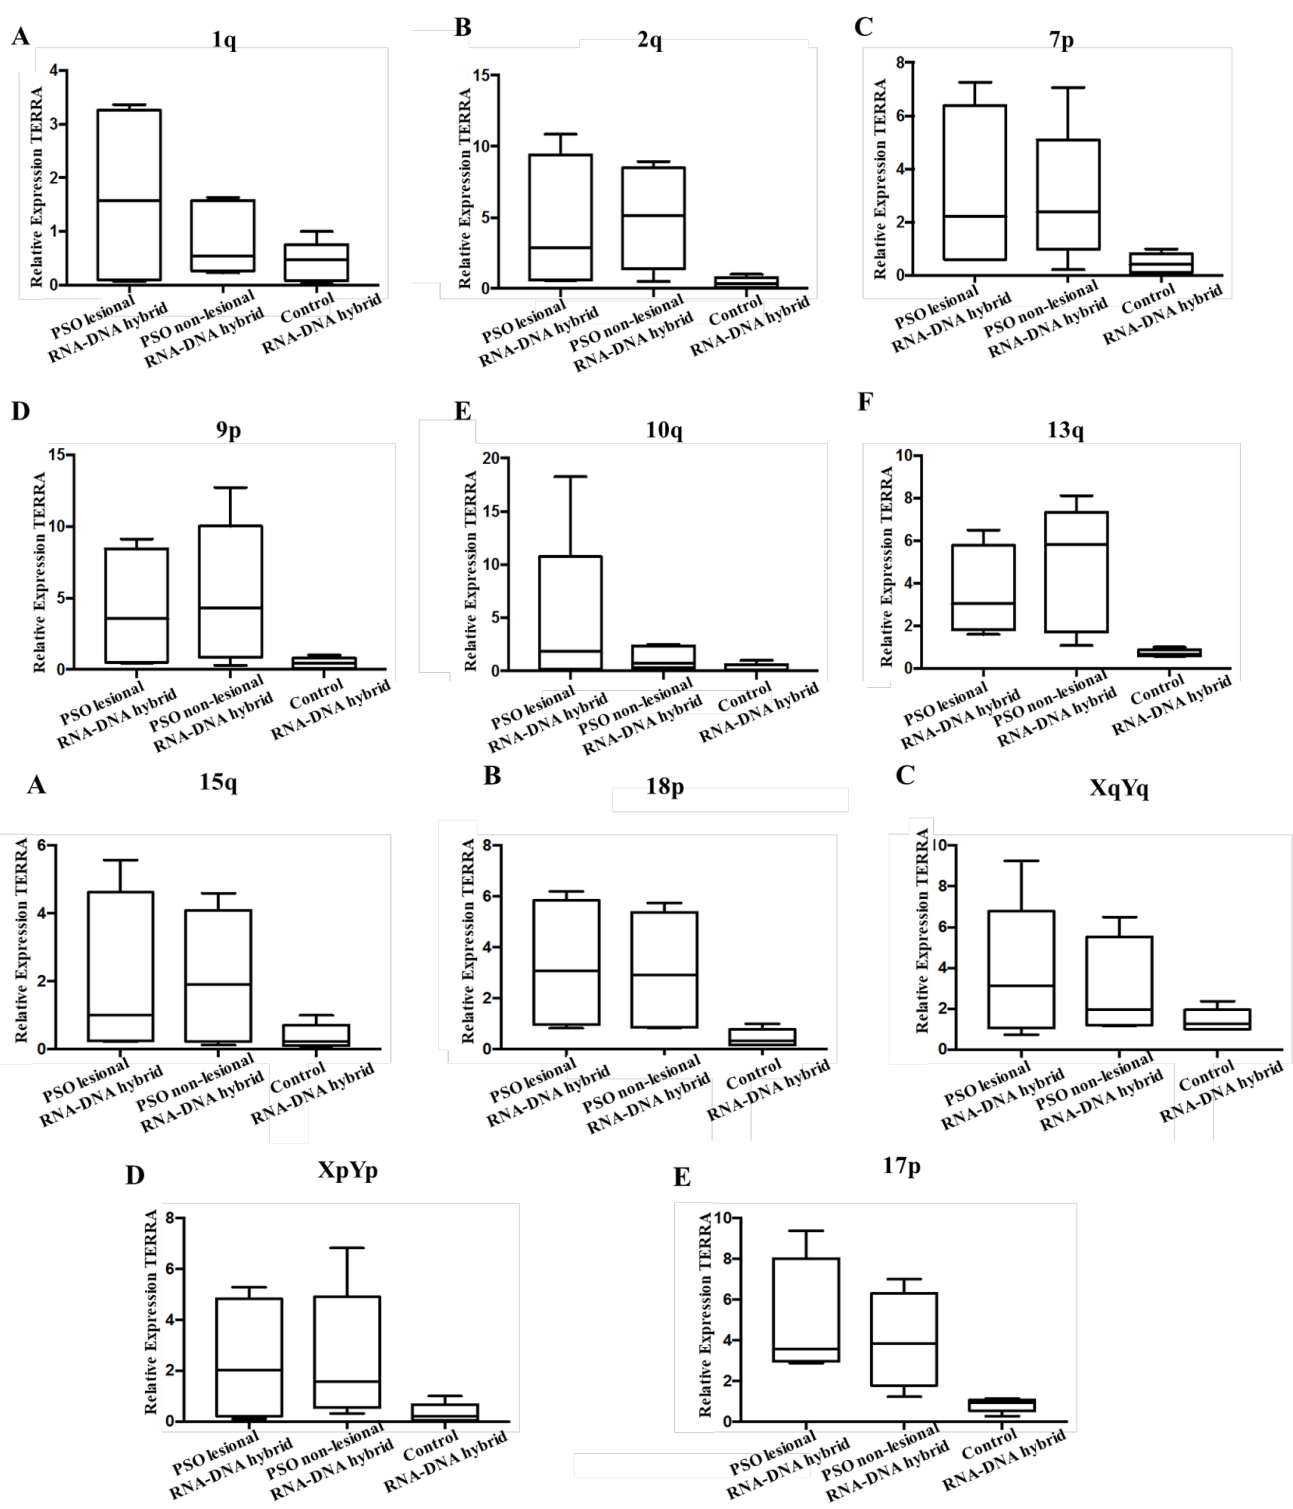 A
1q
Relative Expression TERRA
4
3
2
1
0
PSO lesional
RNA-DNA hybrid
PSO non-lesional
RNA-DNA hybrid
Control
RNA-DNA hybrid
B
2q
Relative Expression TERRA
15
10
5
0
PSO lesional
RNA-DNA hybrid
PSO non-lesional
RNA-DNA hybrid
Control
RNA-DNA hybrid
C
7p
Relative Expression TERRA
8
6
4
2
0
PSO lesional
RNA-DNA hybrid
PSO non-lesional
RNA-DNA hybrid
Control
RNA-DNA hybrid
D
9p
Relative Expression TERRA
15
10
5
0
PSO lesional
RNA-DNA hybrid
PSO non-lesional
RNA-DNA hybrid
Control
RNA-DNA hybrid
E
10q
Relative Expression TERRA
20
15
10
5
0
PSO lesional
RNA-DNA hybrid
PSO non-lesional
RNA-DNA hybrid
Control
RNA-DNA hybrid
F
13q
Relative Expression TERRA
10
8
6
4
2
0
PSO lesional
RNA-DNA hybrid
PSO non-lesional
RNA-DNA hybrid
Control
RNA-DNA hybrid
A
15q
Relative Expression TERRA
6
4
2
0
PSO lesional
RNA-DNA hybrid
PSO non-lesional
RNA-DNA hybrid
Control
RNA-DNA hybrid
B
18p
Relative Expression TERRA
8
6
4
2
0
PSO lesional
RNA-DNA hybrid
PSO non-lesional
RNA-DNA hybrid
Control
RNA-DNA hybrid
C
XqYq
Relative Expression TERRA
10
8
6
4
2
0
PSO lesional
RNA-DNA hybrid
PSO non-lesional
RNA-DNA hybrid
Control
RNA-DNA hybrid
D
XpYp
Relative Expression TERRA
8
6
4
2
0
PSO lesional
RNA-DNA hybrid
PSO non-lesional
RNA-DNA hybrid
Control
RNA-DNA hybrid
E
17p
Relative Expression TERRA
10
8
6
4
2
0
PSO lesional
RNA-DNA hybrid
PSO non-lesional
RNA-DNA hybrid
Control
RNA-DNA hybrid